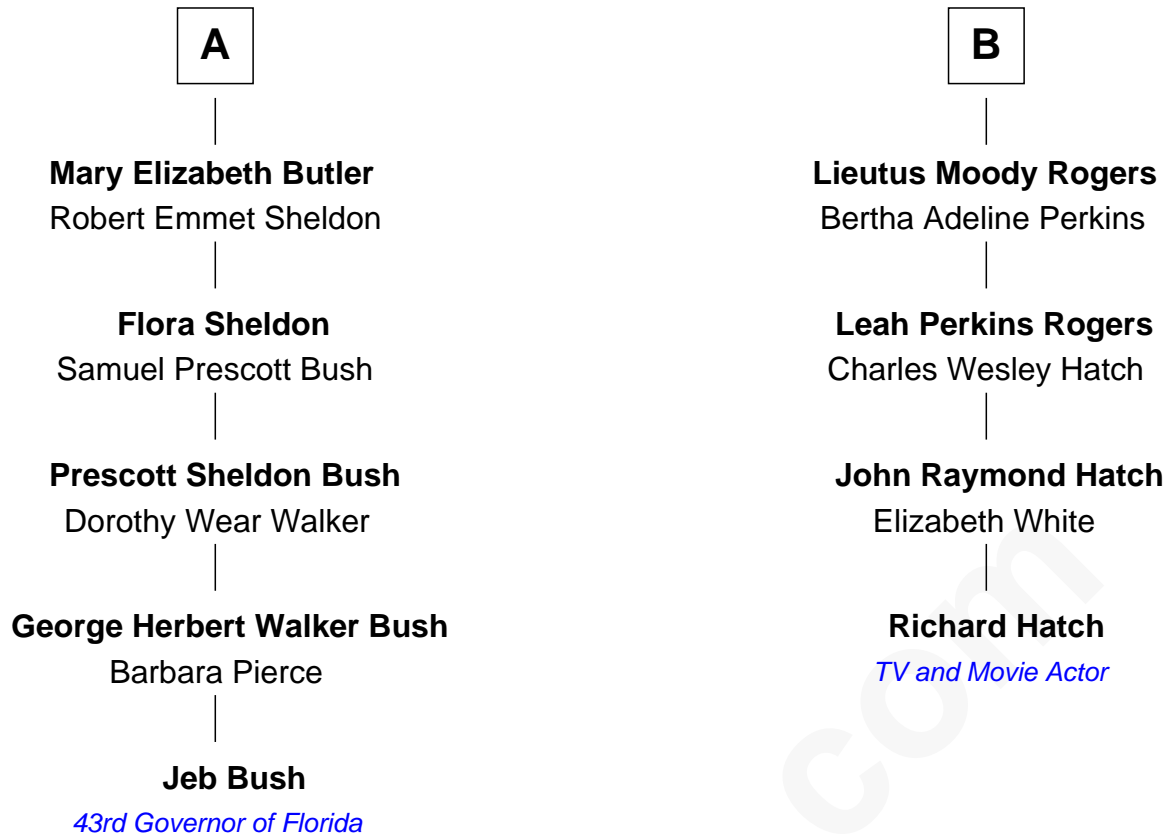 A
Mary Elizabeth Butler
Robert Emmet Sheldon
Flora Sheldon
Samuel Prescott Bush
Prescott Sheldon Bush
Dorothy Wear Walker
George Herbert Walker Bush
Barbara Pierce
Jeb Bush
43rd Governor of Florida
B
Lieutus Moody Rogers
Bertha Adeline Perkins
Leah Perkins Rogers
Charles Wesley Hatch
John Raymond Hatch
Elizabeth White
Richard Hatch
TV and Movie Actor
com